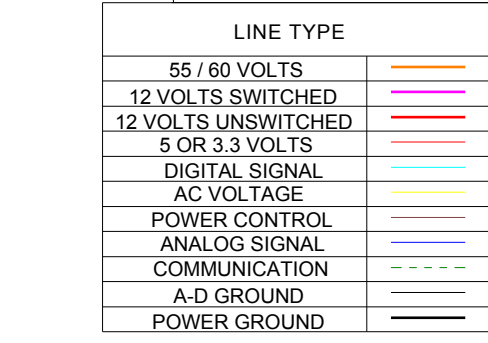 LINE TYPE
55 / 60 VOLTS
12 VOLTS SWITCHED
12 VOLTS UNSWITCHED
5 OR 3.3 VOLTS
DIGITAL SIGNAL
AC VOLTAGE
POWER CONTROL
ANALOG SIGNAL
COMMUNICATION
A-D GROUND
POWER GROUND